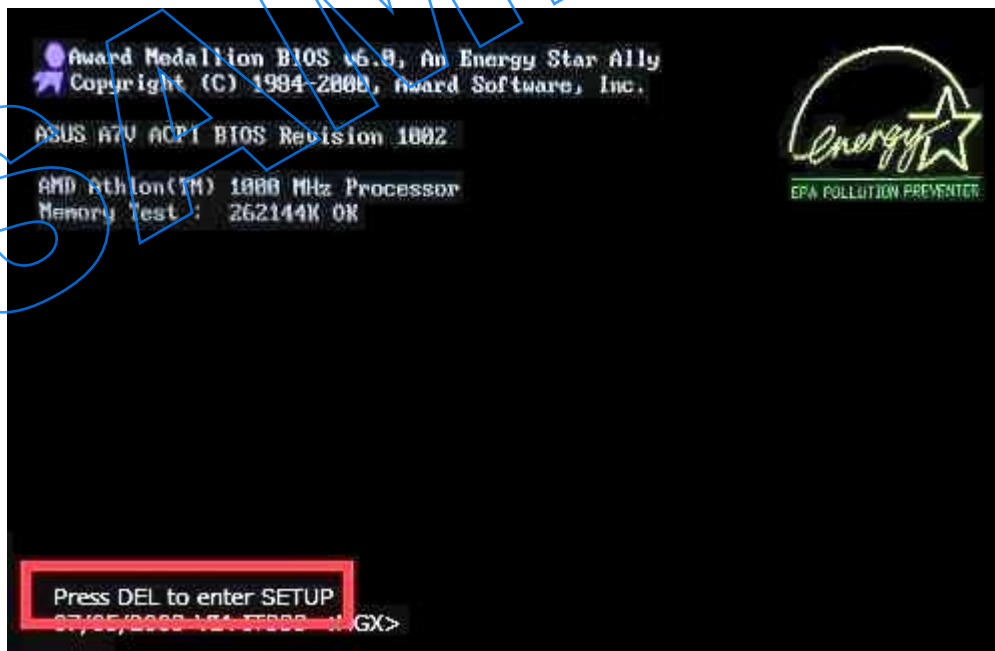 Award Medallion BIOS v6.0, An Energy Star Ally
Copyright (C) 1984-2000, Award Software, Inc.
ASUS A7V ACPI BIOS Revision 1002
AMD Athlon(TM) 1000 MHz Processor
Memory Test : 262144K OK
energy
EPA POLLUTION PREVENTER
Press DEL to enter SETUP
GX>
SAM